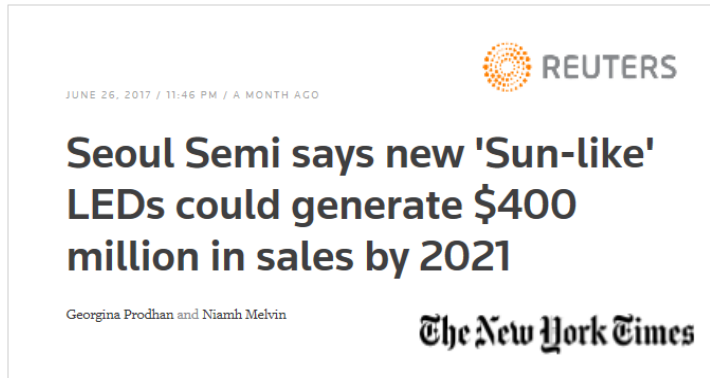 REUTERS
JUNE 26, 2017 / 11:46 PM / A MONTH AGO
Seoul Semi says new 'Sun-like'
LEDs could generate $400
million in sales by 2021
Georgina Prodhan and Niamh Melvin
The New York Times